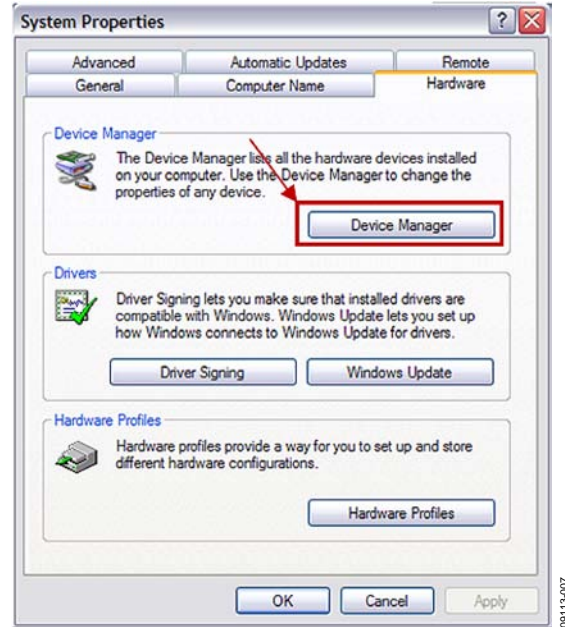 System Properties
?
X
Advanced
Automatic Updates
Remote
General
Computer Name
Hardware
Device Manager
The Device Manager lists all the hardware devices installed
on your computer. Use the Device Manager to change the
properties of any device.
Device Manager
Drivers
Driver Signing lets you make sure that installed drivers are
compatible with Windows. Windows Update lets you set up
how Windows connects to Windows Update for drivers.
Driver Signing
Windows Update
Hardware Profiles
Hardware profiles provide a way for you to set up and store
different hardware configurations.
Hardware Profiles
OK
Cancel
Apply
09113-007